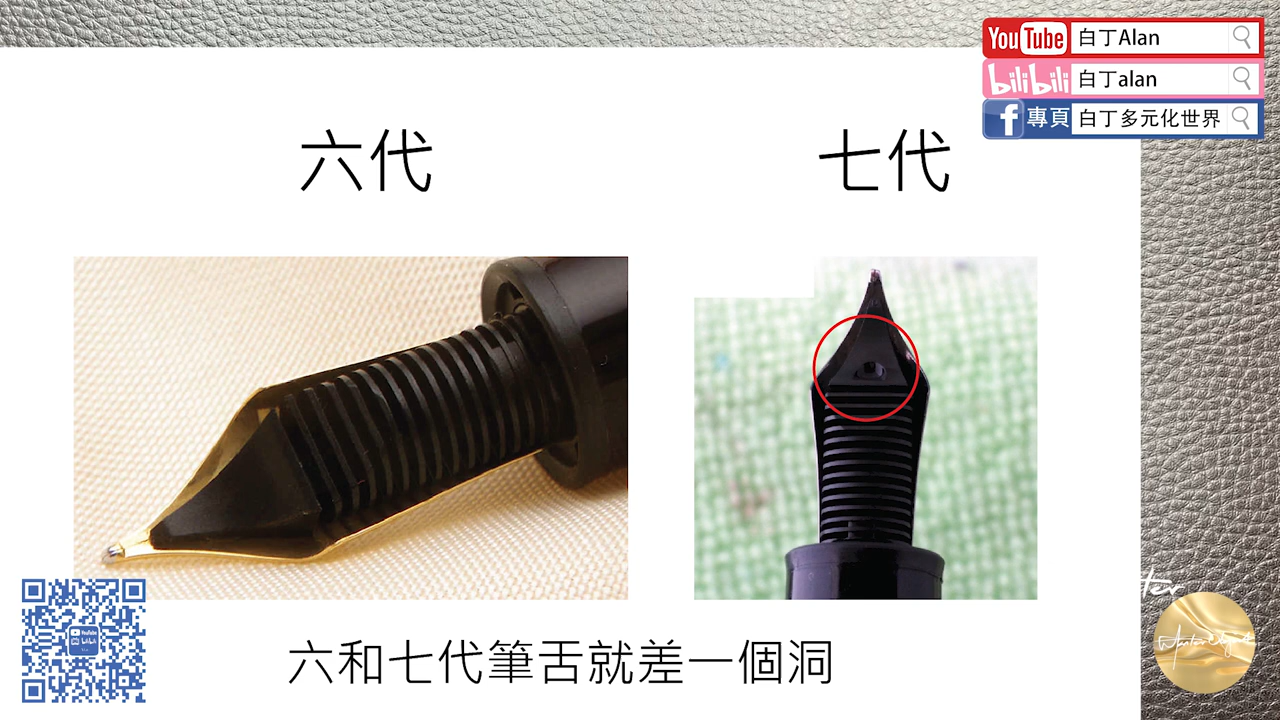 YouTube 白丁Alan
bilibili 白丁alan
f 專頁 白丁多元化世界
六代
七代
六和七代筆舌就差一個洞